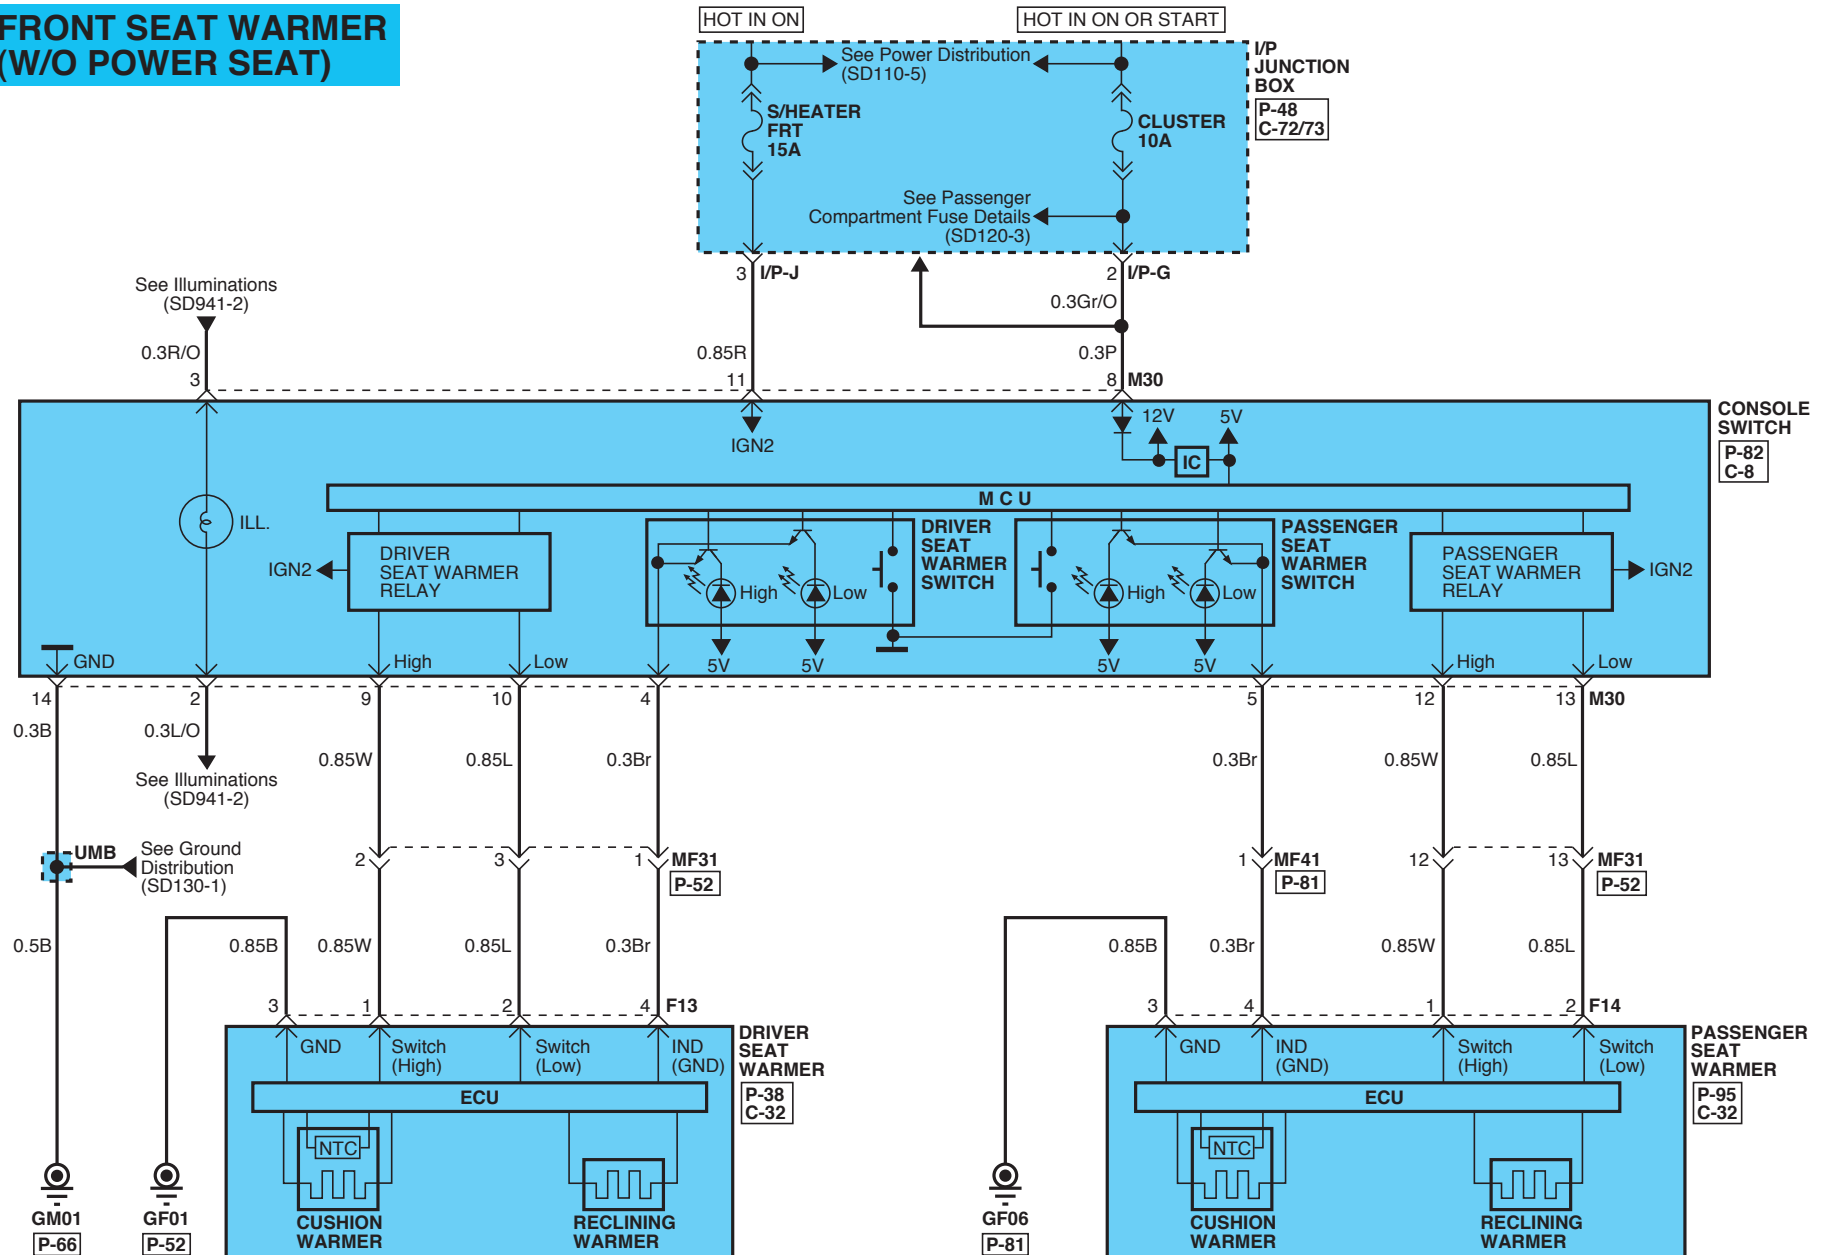 FRONT SEAT WARMER
(W/O POWER SEAT)
HOT IN ON
HOT IN ON OR START
See Power Distribution
(SD110-5)
S/HEATER
FRT
15A
CLUSTER
10A
See Passenger
Compartment Fuse Details
(SD120-3)
I/P
JUNCTION
BOX
P-48
C-72/73
3 I/P-J
2 I/P-G
0.3Gr/O
See Illuminations
(SD941-2)
0.3R/O
0.85R
0.3P
3
11
8 M30
CONSOLE
SWITCH
P-82
C-8
IGN2
12V
5V
IC
M C U
ILL.
IGN2
DRIVER
SEAT WARMER
RELAY
High
Low
DRIVER
SEAT
WARMER
SWITCH
High
Low
PASSENGER
SEAT
WARMER
SWITCH
PASSENGER
SEAT WARMER
RELAY
IGN2
GND
High
Low
5V
5V
5V
5V
High
Low
14
2
9
10
4
5
12
13 M30
0.3B
0.3L/O
0.85W
0.85L
0.3Br
0.3Br
0.85W
0.85L
See Illuminations
(SD941-2)
UMB
See Ground
Distribution
(SD130-1)
2
3
1 MF31
P-52
1 MF41
P-81
12
13 MF31
P-52
0.5B
0.85B
0.85W
0.85L
0.3Br
0.85B
0.3Br
0.85W
0.85L
3
1
2
4 F13
3
4
1
2 F14
GND
Switch
(High)
Switch
(Low)
IND
(GND)
DRIVER
SEAT
WARMER
P-38
C-32
GND
IND
(GND)
Switch
(High)
Switch
(Low)
PASSENGER
SEAT
WARMER
P-95
C-32
ECU
ECU
NTC
NTC
CUSHION
WARMER
RECLINING
WARMER
CUSHION
WARMER
RECLINING
WARMER
GM01
P-66
GF01
P-52
GF06
P-81